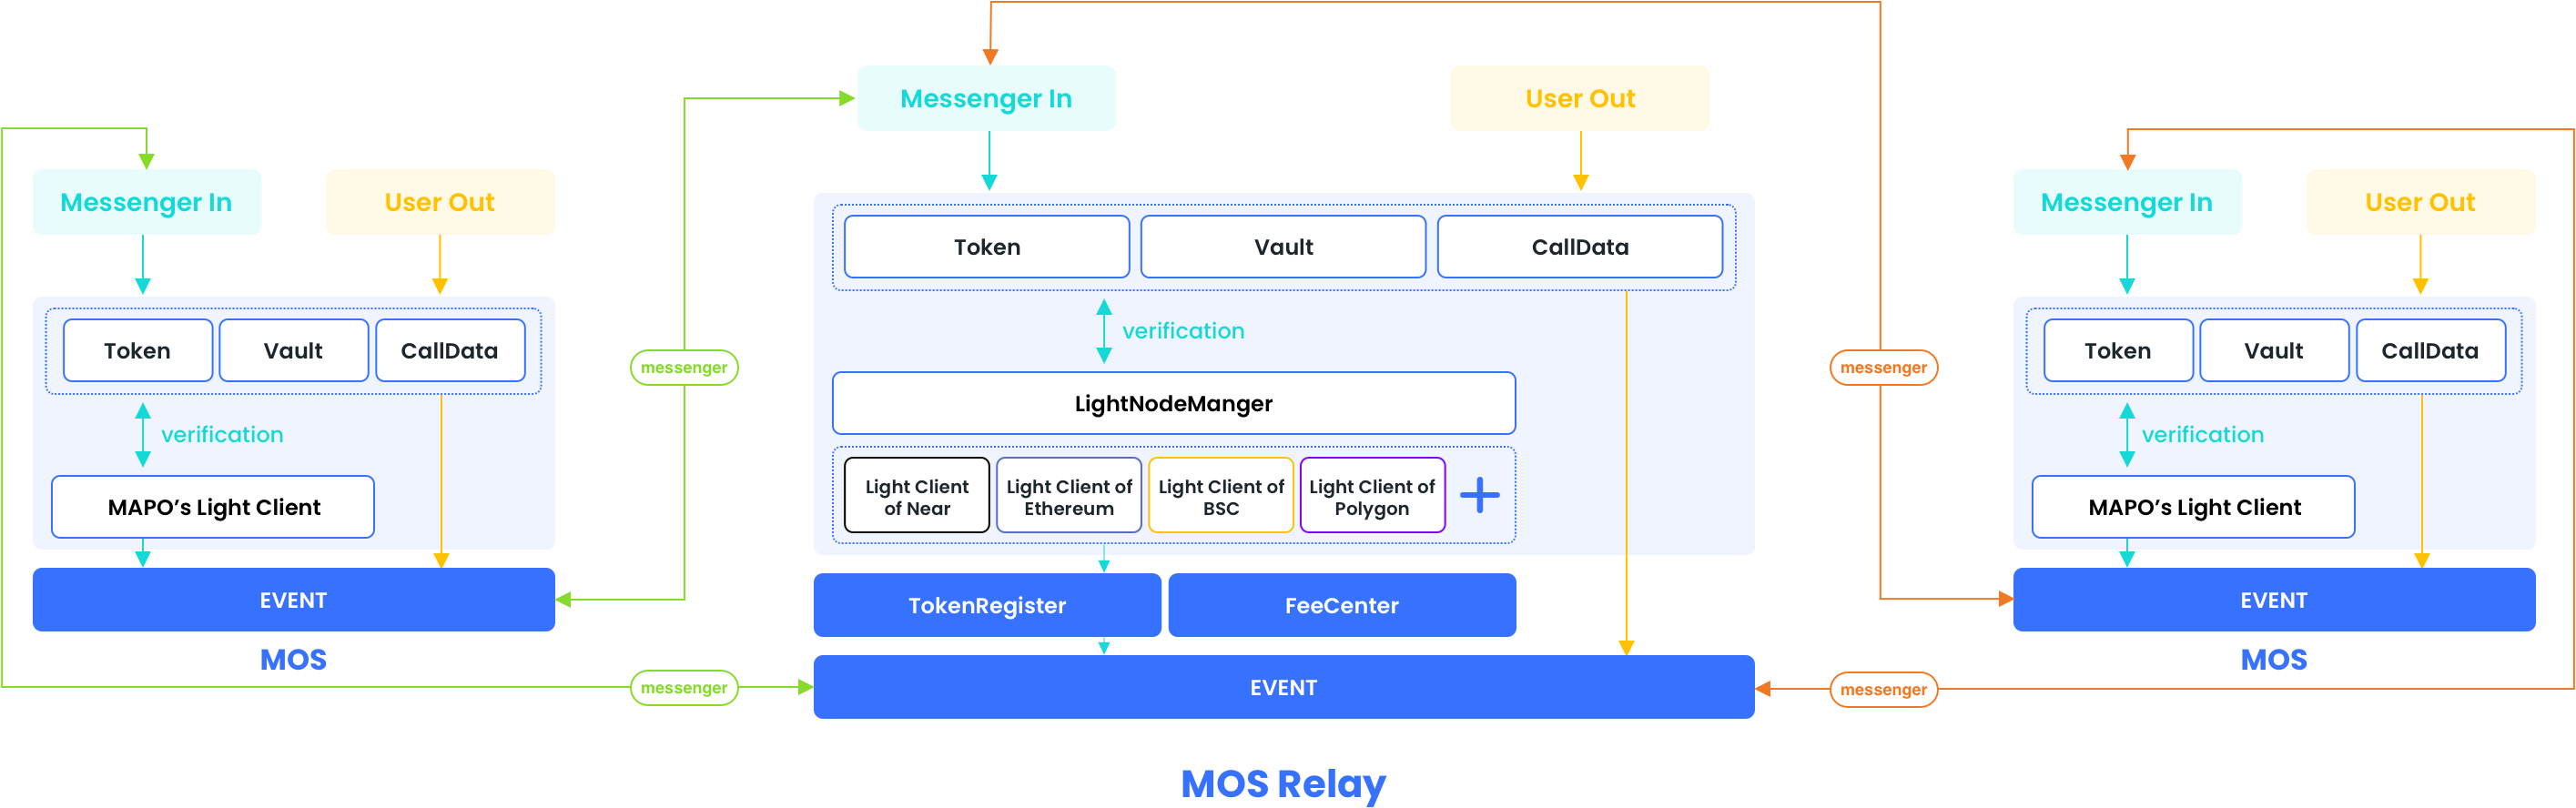 Messenger In
User Out
Token
Vault
CallData
verification
MAPO’s Light Client
EVENT
MOS
messenger
messenger
Messenger In
User Out
Token
Vault
CallData
verification
LightNodeManger
Light Client
of Near
Light Client of
Ethereum
Light Client of
BSC
Light Client of
Polygon
TokenRegister
FeeCenter
EVENT
MOS Relay
messenger
messenger
Messenger In
User Out
Token
Vault
CallData
verification
MAPO’s Light Client
EVENT
MOS